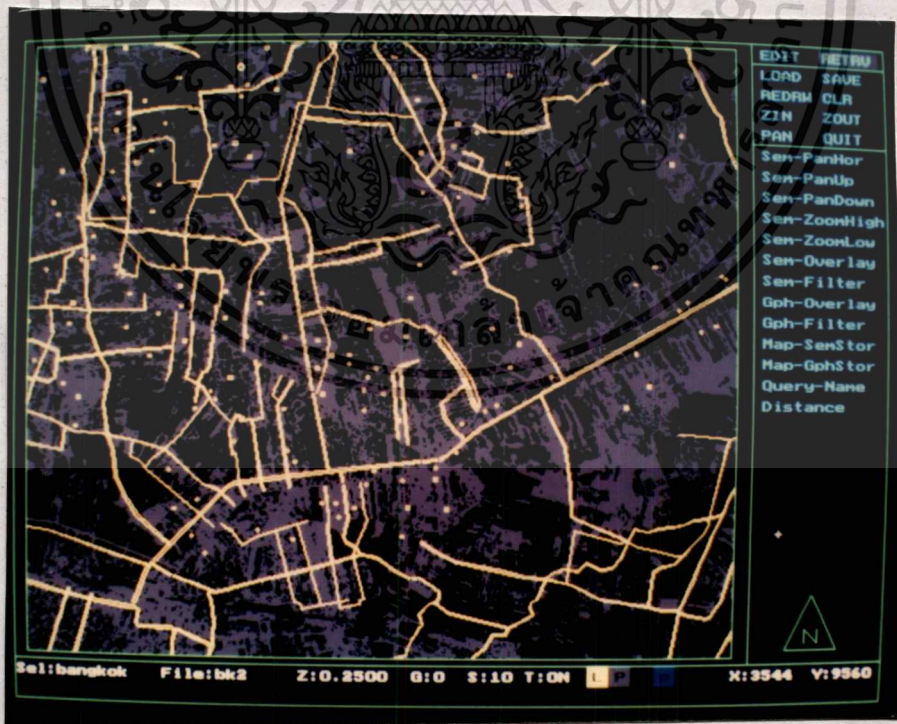 EDIT RETRV
LOAD SAVE
REDRW CLR
ZIN ZOUT
PAN QUIT
Sem-PanHor
Sem-PanUp
Sem-PanDown
Sem-ZoomHigh
Sem-ZoomLow
Sem-Overlay
Sem-Filter
Gph-Overlay
Gph-Filter
Map-SemStor
Map-GphStor
Query-Name
Distance
N
Sel:bangkok File:bk2 Z:0.2500 G:0 S:10 T:ON L P X:3544 Y:9560